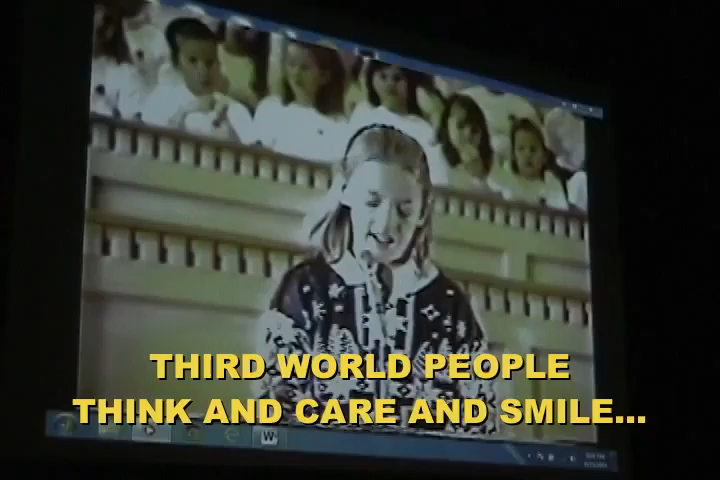 THIRD WORLD PEOPLE
THINK AND CARE AND SMILE...
W